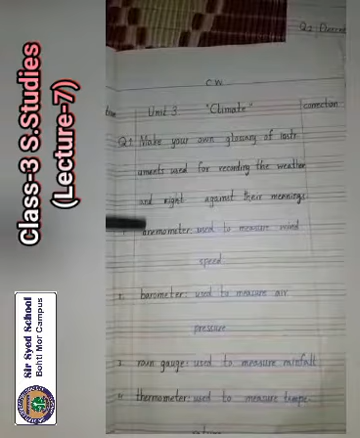 Class-3 S.Studies
(Lecture-7)
Sir Syed School
Bohti Mor Campus
Q2
C.W
Unit 3 "Climate" correction
Q1 Make your own glossary of instr
uments used for recording the weather
and right against their meanings.
anemometer: used to measure wind
speed
2. barometer: used to measure air
pressure
3. rain gauge: used to measure rainfall
4. thermometer: used to measure tempe-